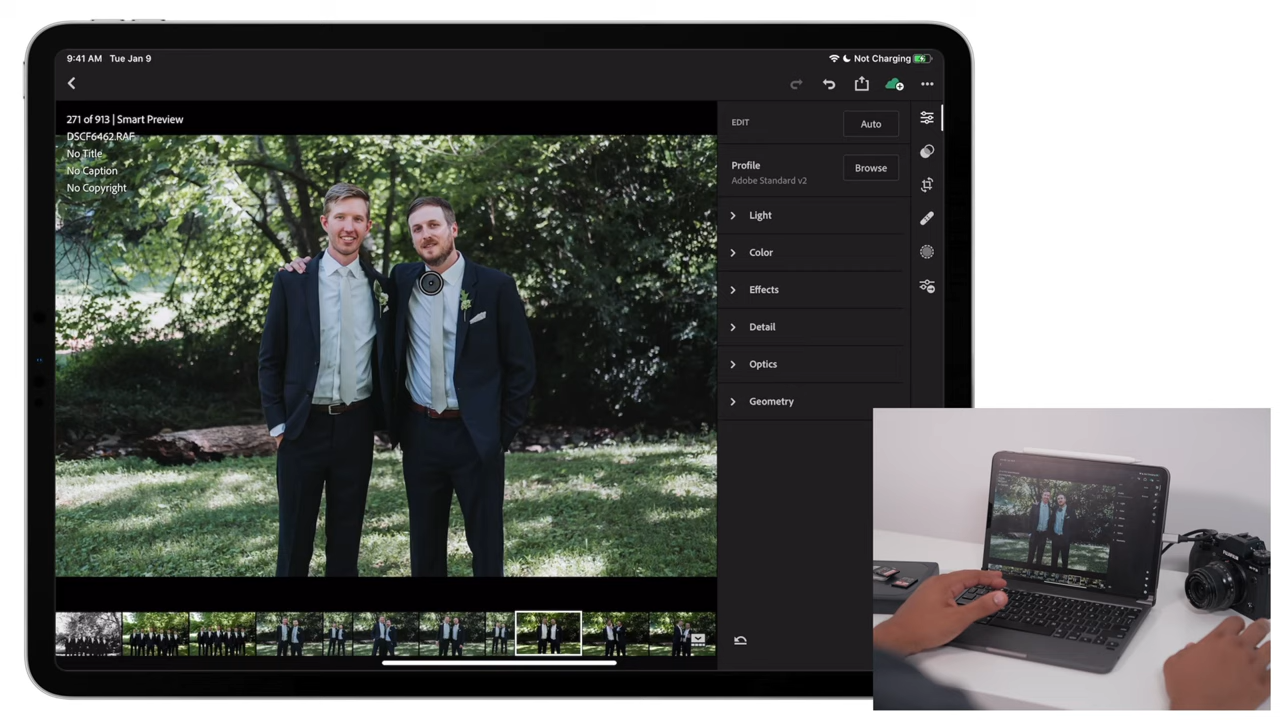 9:41 AM Tue Jan 9
Not Charging
271 of 913 | Smart Preview
DSCF6462.RAF
No Title
No Caption
No Copyright
EDIT
Auto
Profile
Adobe Standard v2
Browse
Light
Color
Effects
Detail
Optics
Geometry
FUJIFILM